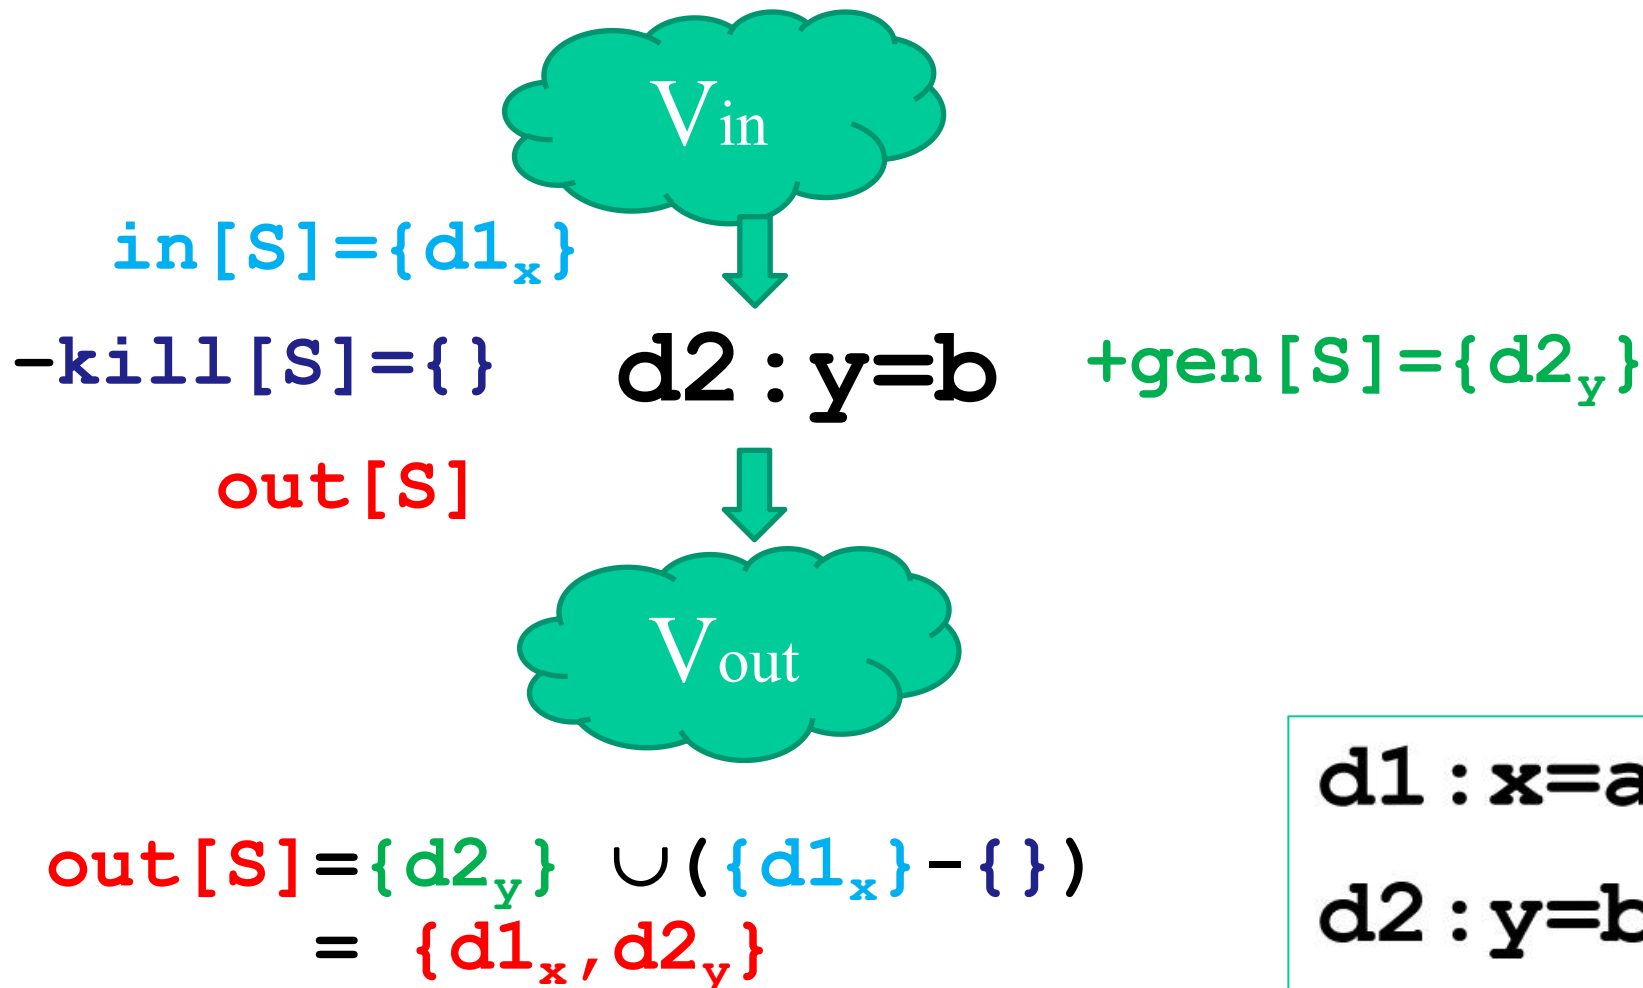 Vin
in[S]={d1x}
-kill[S]={} d2:y=b +gen[S]={d2y}
out[S]
Vout
d1:x=a
d2:y=b
out[S]={d2y} ∪({d1x}-{})
= {d1x,d2y}